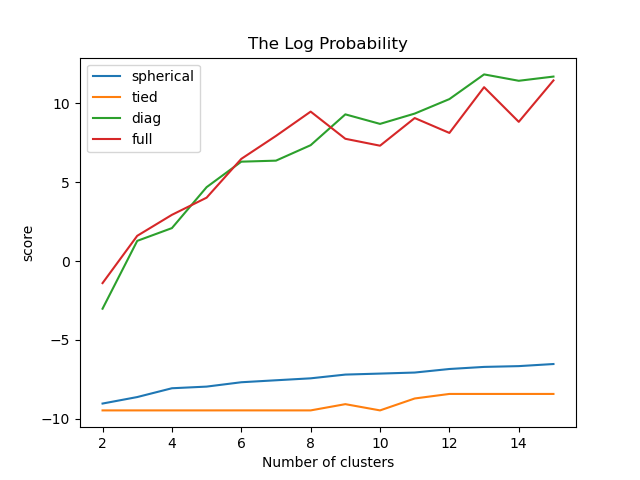 The Log Probability
spherical
tied
diag
full
10
5
0
−5
−10
score
2
4
6
8
10
12
14
Number of clusters